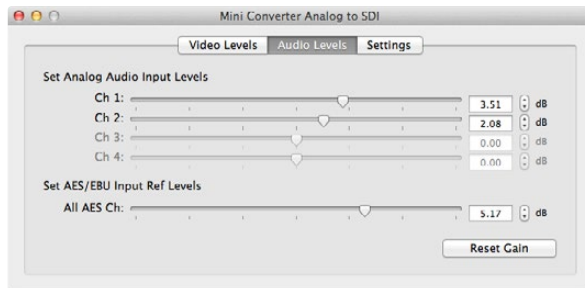 Mini Converter Analog to SDI
Video Levels Audio Levels Settings
Set Analog Audio Input Levels
Ch 1: 3.51 dB
Ch 2: 2.08 dB
Ch 3: 0.00 dB
Ch 4: 0.00 dB
Set AES/EBU Input Ref Levels
All AES Ch: 5.17 dB
Reset Gain